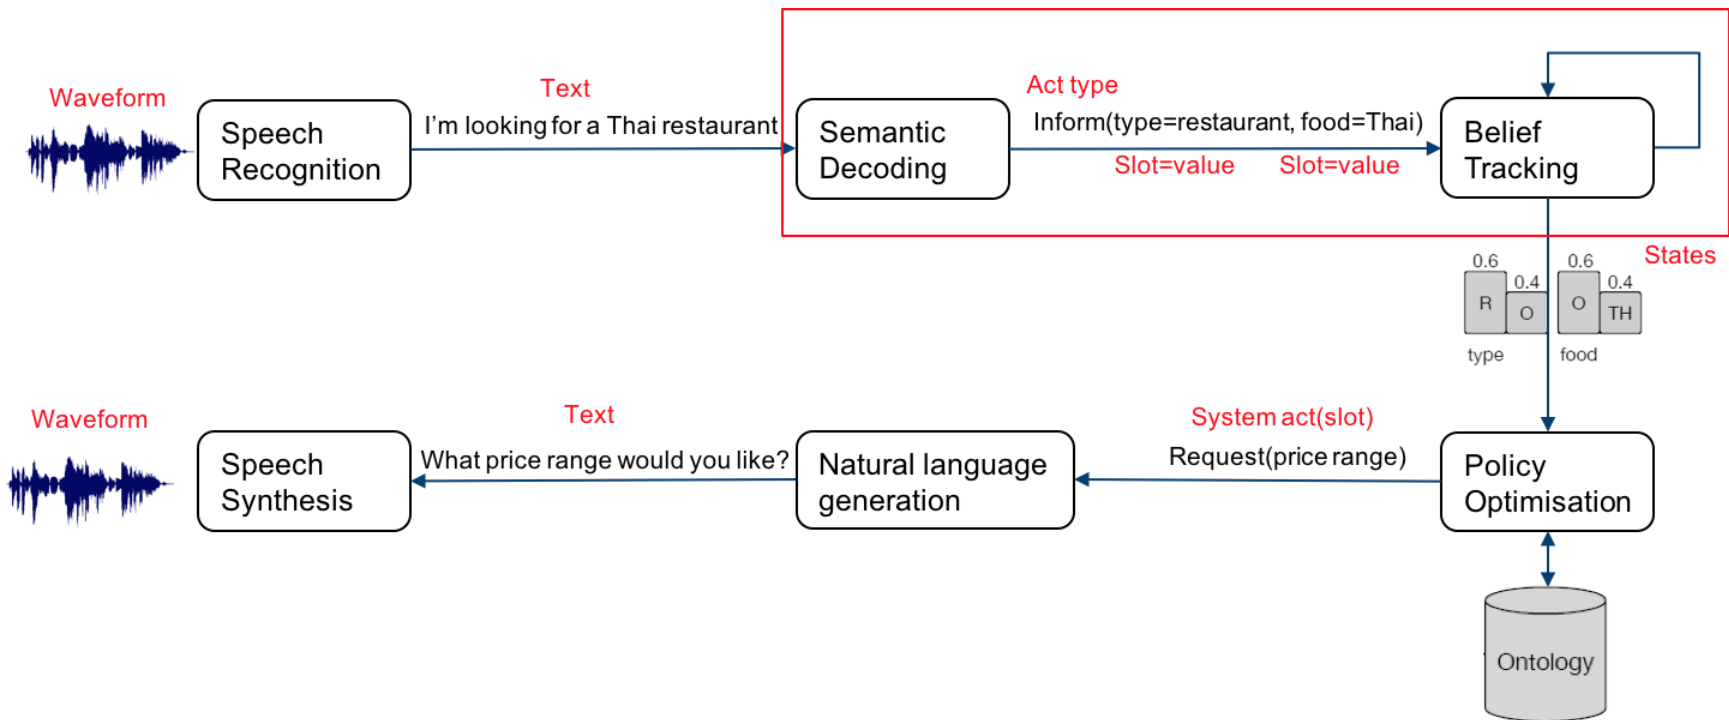 Waveform
Speech
Recognition
Text
I'm looking for a Thai restaurant
Semantic
Decoding
Act type
Inform(type=restaurant, food=Thai)
Slot=value
Slot=value
Belief
Tracking
States
0.6
0.4
R
O
type
0.6
0.4
O
TH
food
Waveform
Speech
Synthesis
Text
What price range would you like?
Natural language
generation
System act(slot)
Request(price range)
Policy
Optimisation
Ontology